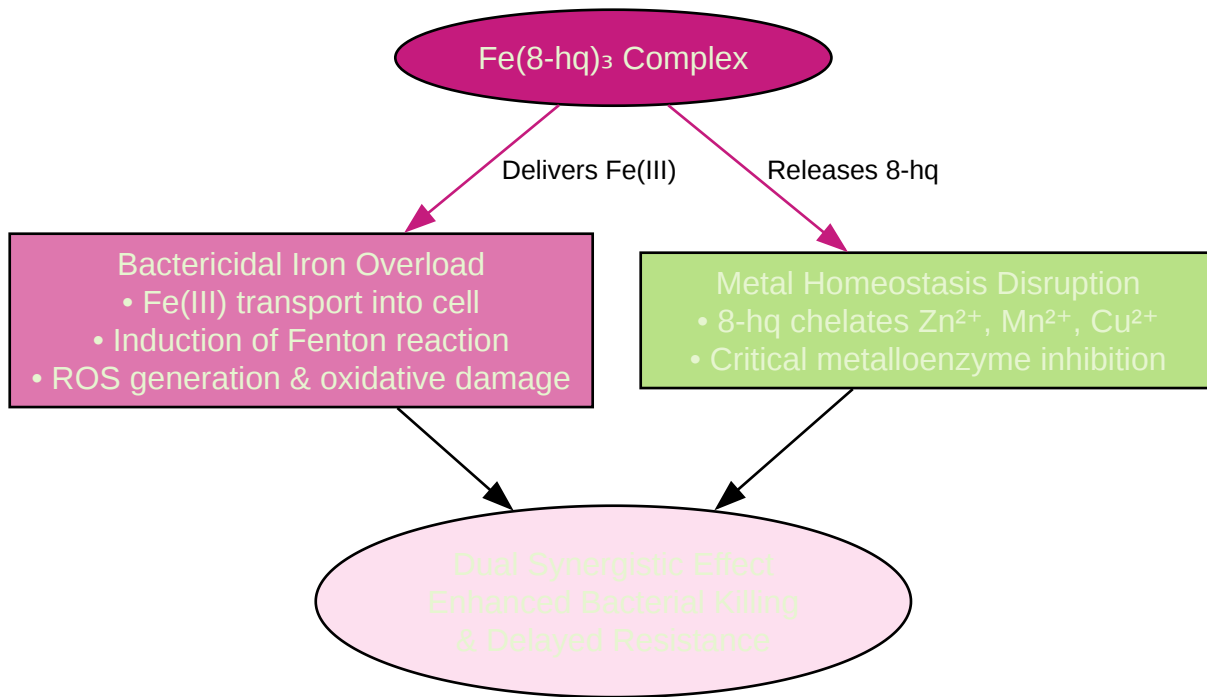 Fe(8-hq)₃ Complex
Delivers Fe(III)
Releases 8-hq
Bactericidal Iron Overload
• Fe(III) transport into cell
• Induction of Fenton reaction
• ROS generation & oxidative damage
Metal Homeostasis Disruption
• 8-hq chelates Zn²⁺, Mn²⁺, Cu²⁺
• Critical metalloenzyme inhibition
Dual Synergistic Effect
Enhanced Bacterial Killing
& Delayed Resistance